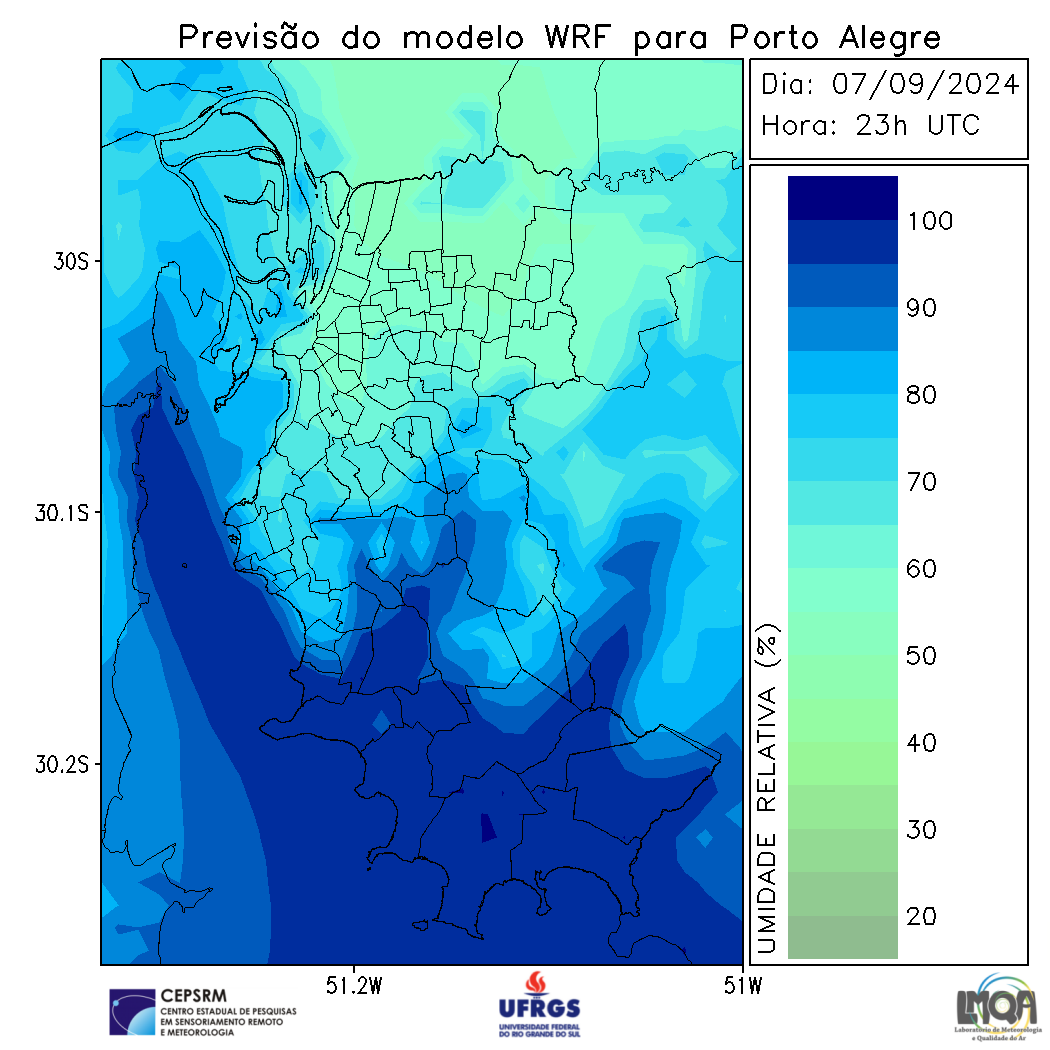 Previsão do modelo WRF para Porto Alegre
Dia: 07/09/2024
Hora: 23h UTC
30S
30.1S
30.2S
51.2W
51W
UMIDADE RELATIVA (%)
100
90
80
70
60
50
40
30
20
CEPSRM
CENTRO ESTADUAL DE PESQUISAS
EM SENSORIAMENTO REMOTO
E METEOROLOGIA
UFRGS
UNIVERSIDADE FEDERAL
DO RIO GRANDE DO SUL
LMQA
Laboratório de Meteorologia
e Qualidade do Ar